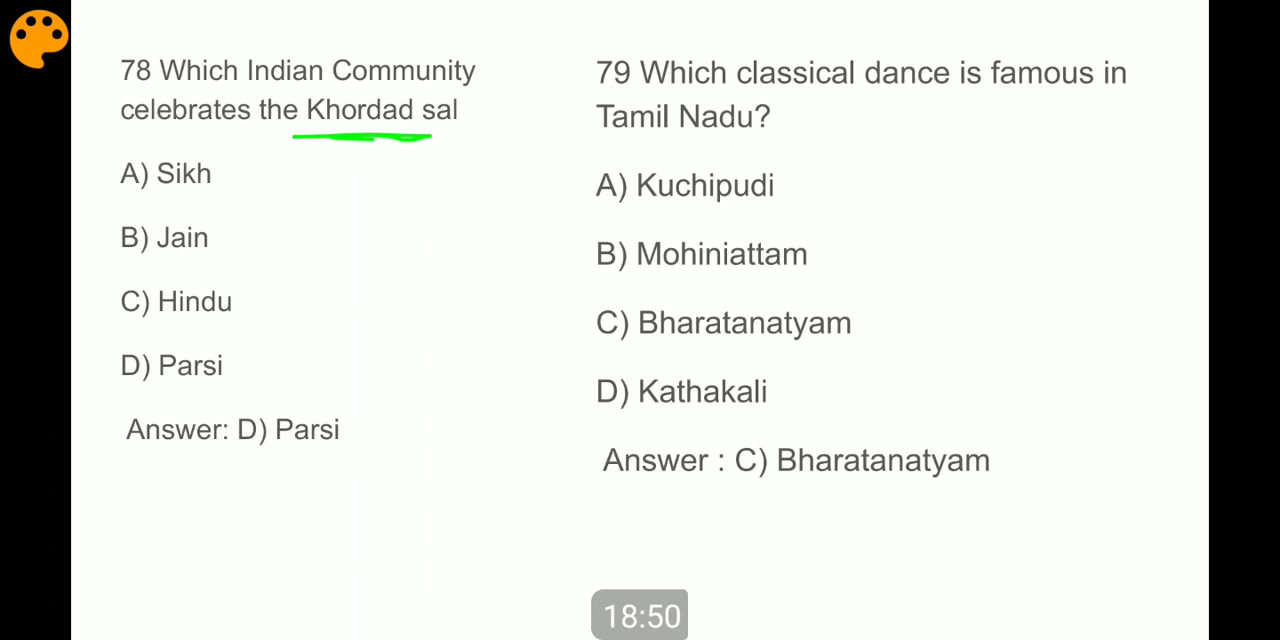 78 Which Indian Community
celebrates the Khordad sal
A) Sikh
B) Jain
C) Hindu
D) Parsi
Answer: D) Parsi
79 Which classical dance is famous in
Tamil Nadu?
A) Kuchipudi
B) Mohiniattam
C) Bharatanatyam
D) Kathakali
Answer : C) Bharatanatyam
18:50